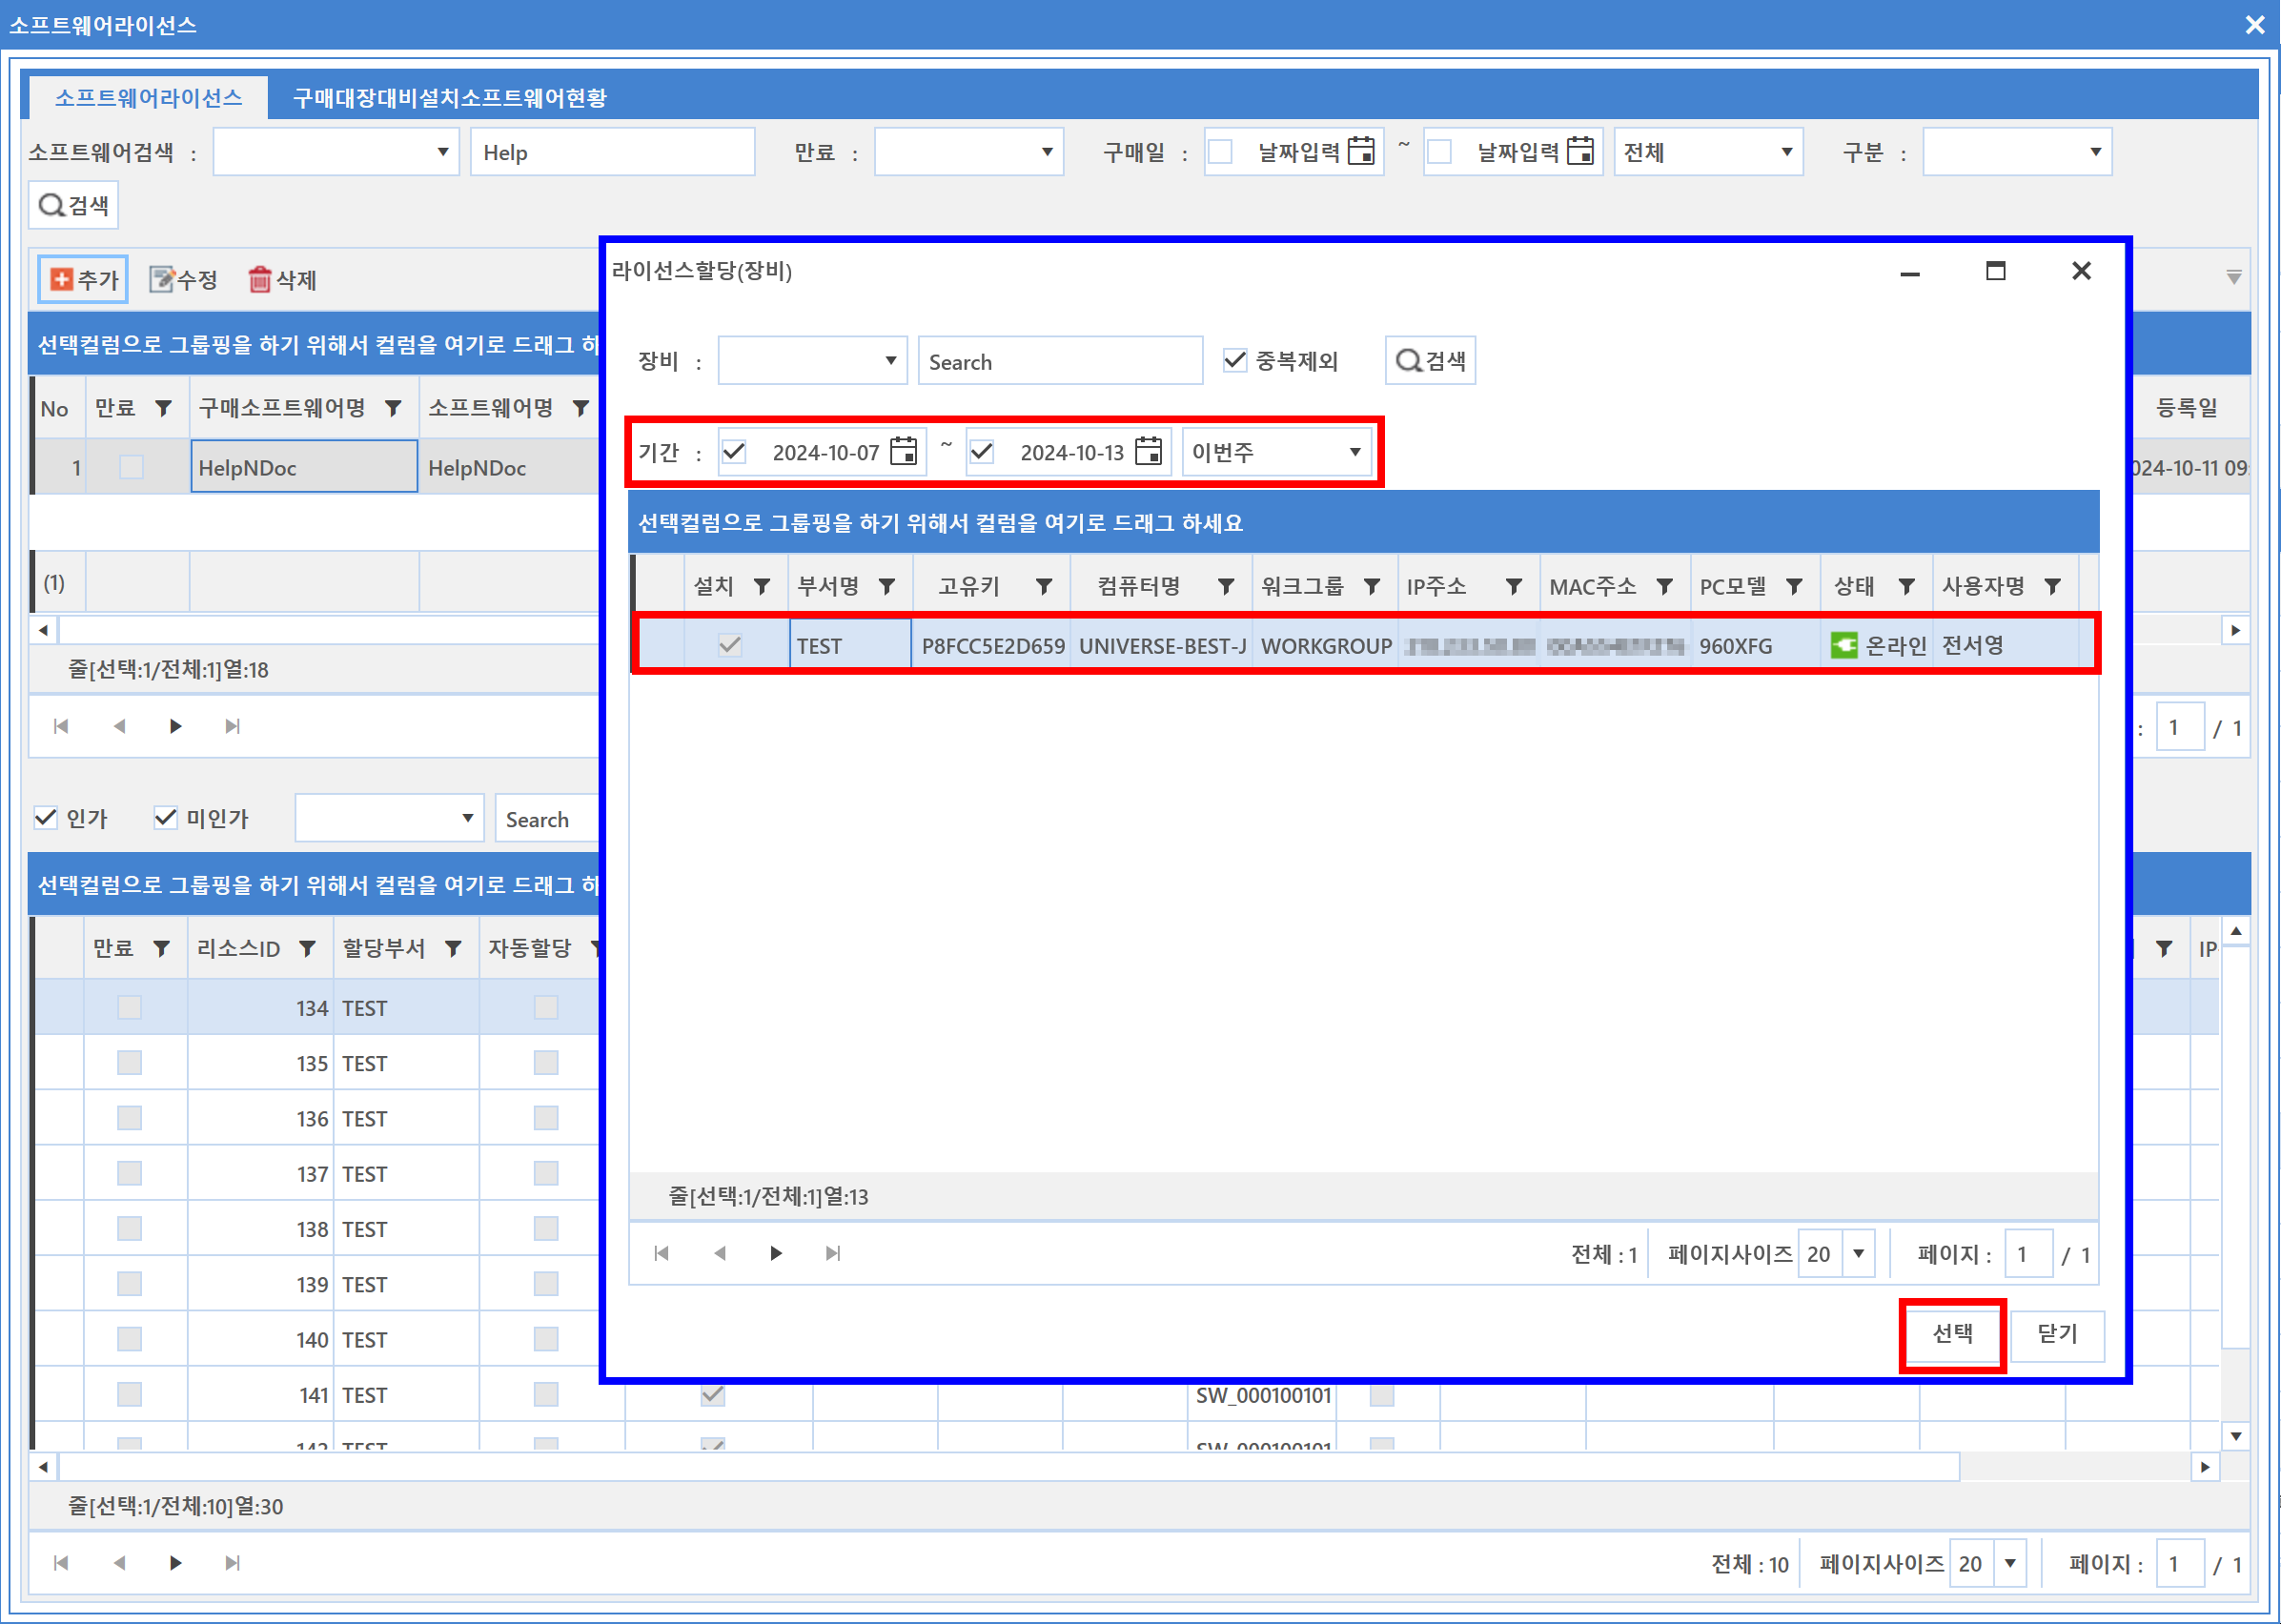 소프트웨어라이선스
소프트웨어라이선스 구매대장대비설치소프트웨어현황
소프트웨어검색 : Help 만료 : 구매일 : 날짜입력 ~ 날짜입력 전체 구분 :
검색
추가 수정 삭제
선택컬럼으로 그룹핑을 하기 위해서 컬럼을 여기로 드래그 하
No 만료 구매소프트웨어명 소프트웨어명 등록일
1 HelpNDoc HelpNDoc 024-10-11 09:
(1)
줄[선택:1/전체:1]열:18
: 1 / 1
라이선스할당(장비)
장비 : Search 중복제외 검색
기간 : 2024-10-07 ~ 2024-10-13 이번주
선택컬럼으로 그룹핑을 하기 위해서 컬럼을 여기로 드래그 하세요
설치 부서명 고유키 컴퓨터명 워크그룹 IP주소 MAC주소 PC모델 상태 사용자명
TEST P8FCC5E2D659 UNIVERSE-BEST-J WORKGROUP 960XFG 온라인 전서영
줄[선택:1/전체:1]열:13
전체 : 1 페이지사이즈 20 페이지 : 1 / 1
선택 닫기
인가 미인가 Search
선택컬럼으로 그룹핑을 하기 위해서 컬럼을 여기로 드래그 하
만료 리소스ID 할당부서 자동할당 IP
134 TEST
135 TEST
136 TEST
137 TEST
138 TEST
139 TEST
140 TEST
141 TEST SW_000100101
142 TEST SW_000100101
줄[선택:1/전체:10]열:30
전체 : 10 페이지사이즈 20 페이지 : 1 / 1